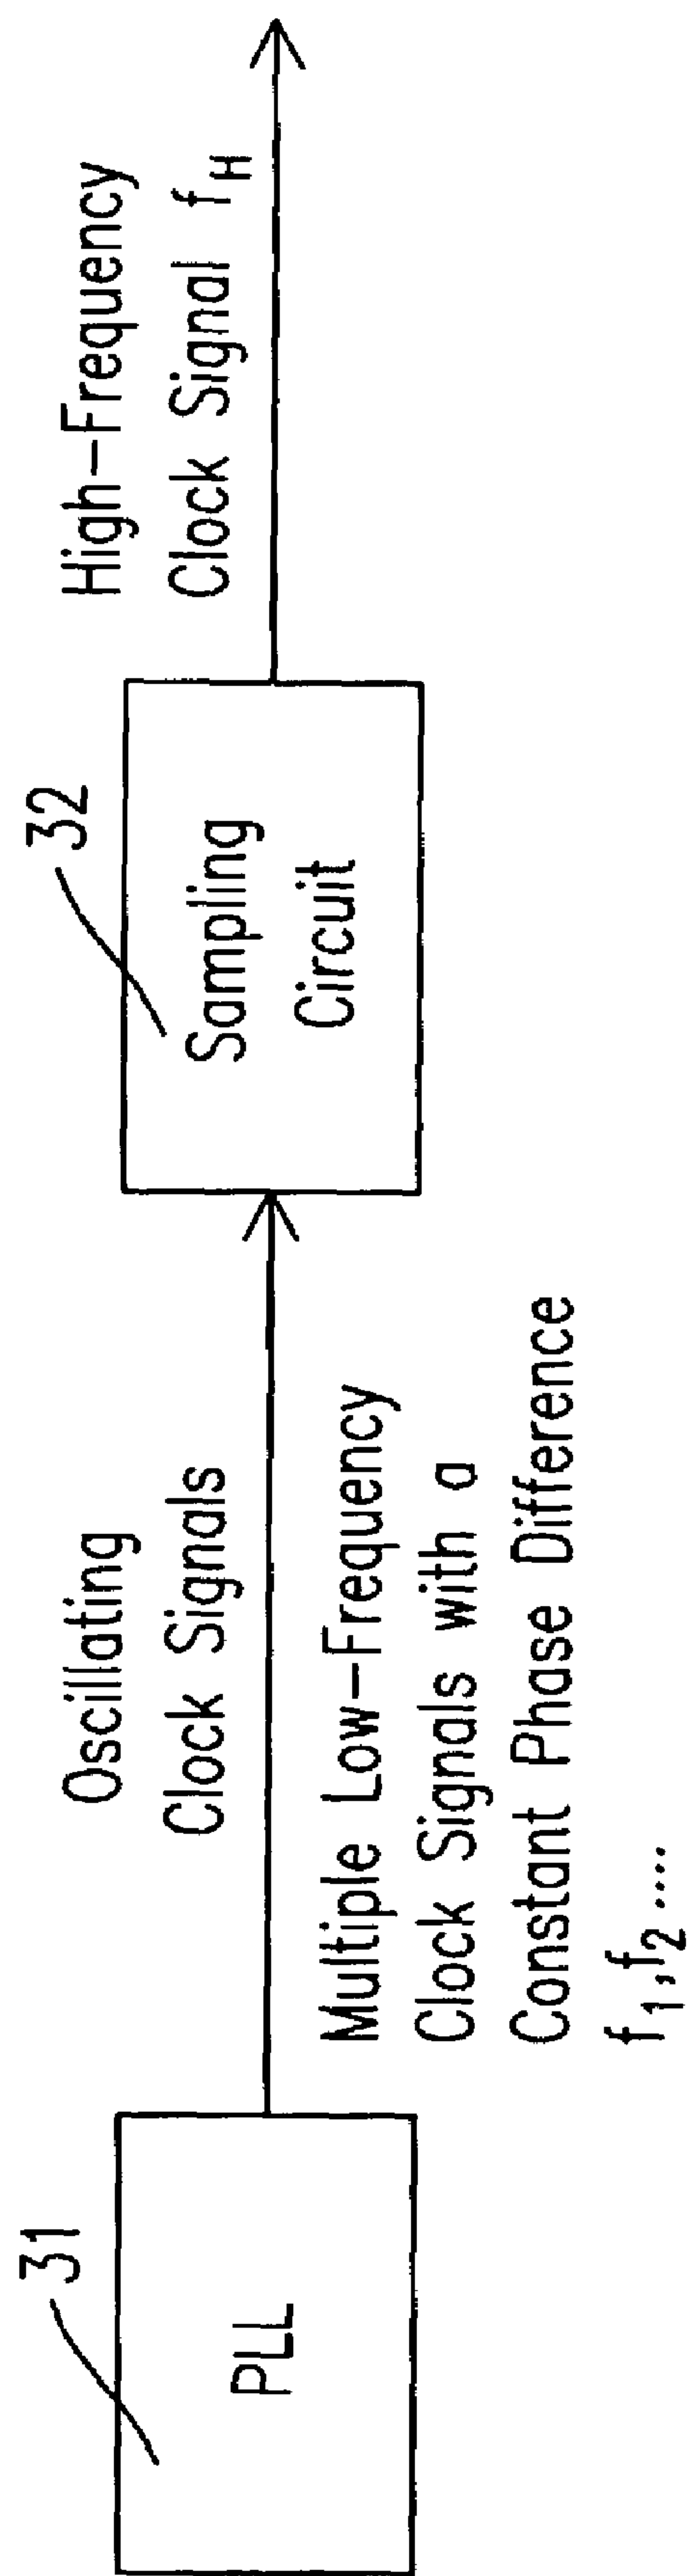 31
PLL
Oscillating
Clock Signals
Multiple Low-Frequency
Clock Signals with a
Constant Phase Difference
f1,f2 .....
32
Sampling
Circuit
High-Frequency
Clock Signal fH